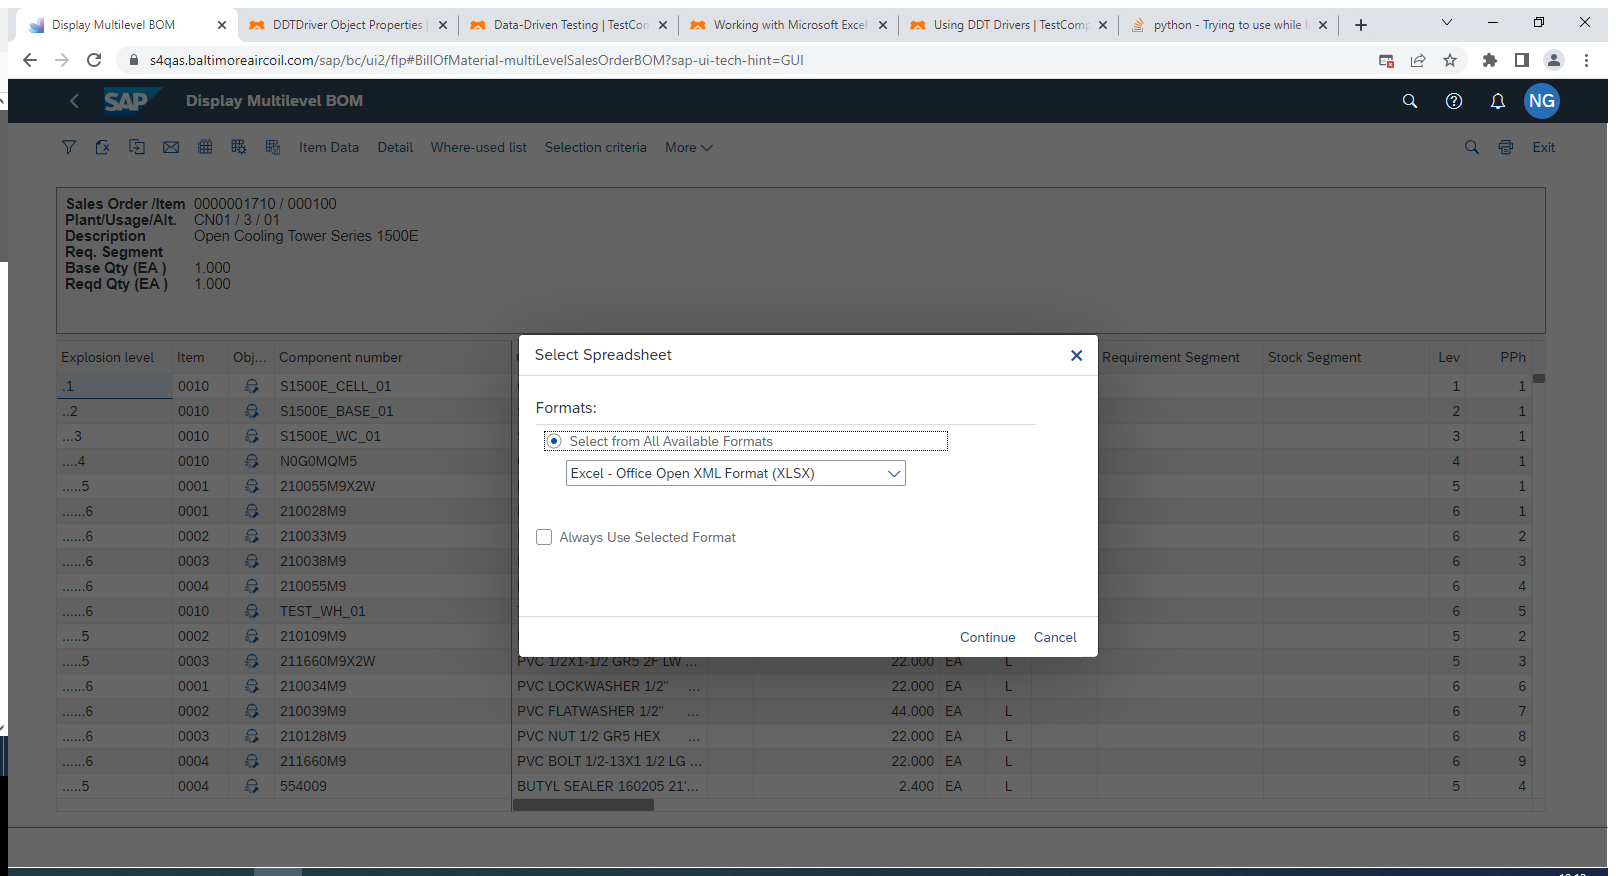 Display Multilevel BOM
DDTDriver Object Properties |
Data-Driven Testing | TestCom
Working with Microsoft Excel
Using DDT Drivers | TestComp
python - Trying to use while l
s4qas.baltimoreaircoil.com/sap/bc/ui2/flp#BillOfMaterial-multiLevelSalesOrderBOM?sap-ui-tech-hint=GUI
SAP Display Multilevel BOM NG
Item Data Detail Where-used list Selection criteria More Exit
Sales Order /Item 0000001710 / 000100
Plant/Usage/Alt. CN01 / 3 / 01
Description Open Cooling Tower Series 1500E
Req. Segment
Base Qty (EA ) 1.000
Reqd Qty (EA ) 1.000
Select Spreadsheet
Formats:
Select from All Available Formats
Excel - Office Open XML Format (XLSX)
Always Use Selected Format
Continue Cancel
Explosion level Item Obj... Component number Requirement Segment Stock Segment Lev PPh
.1 0010 S1500E_CELL_01 1 1
..2 0010 S1500E_BASE_01 2 1
...3 0010 S1500E_WC_01 3 1
....4 0010 N0G0MQM5 4 1
.....5 0001 210055M9X2W 5 1
......6 0001 210028M9 6 1
......6 0002 210033M9 6 2
......6 0003 210038M9 6 3
......6 0004 210055M9 6 4
......6 0010 TEST_WH_01 6 5
.....5 0002 210109M9 5 2
.....5 0003 211660M9X2W PVC 1/2X1-1/2 GR5 2F LW ... 22.000 EA L 5 3
......6 0001 210034M9 PVC LOCKWASHER 1/2" ... 22.000 EA L 6 6
......6 0002 210039M9 PVC FLATWASHER 1/2" ... 44.000 EA L 6 7
......6 0003 210128M9 PVC NUT 1/2 GR5 HEX ... 22.000 EA L 6 8
......6 0004 211660M9 PVC BOLT 1/2-13X1 1/2 LG ... 22.000 EA L 6 9
.....5 0004 554009 BUTYL SEALER 160205 21'... 2.400 EA L 5 4